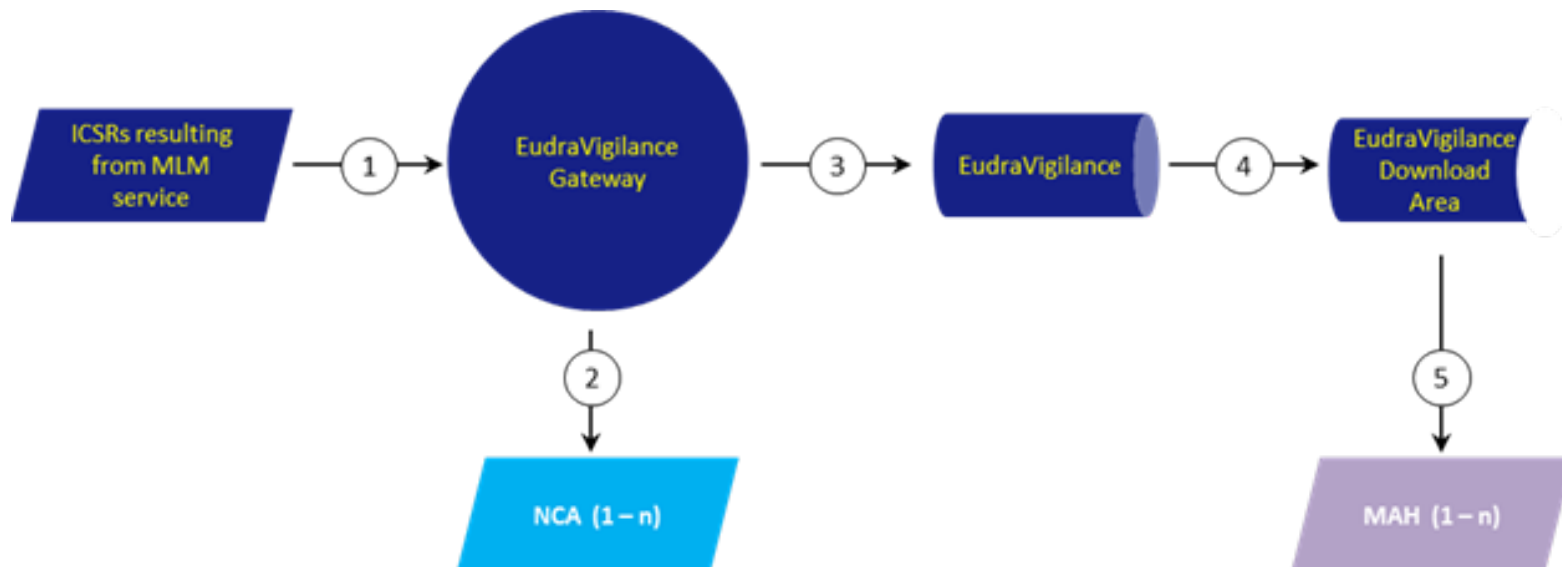 ICSRs resulting
from MLM
service
1
EudraVigilance
Gateway
3
EudraVigilance
4
EudraVigilance
Download
Area
2
5
NCA (1 – n)
MAH (1 – n)